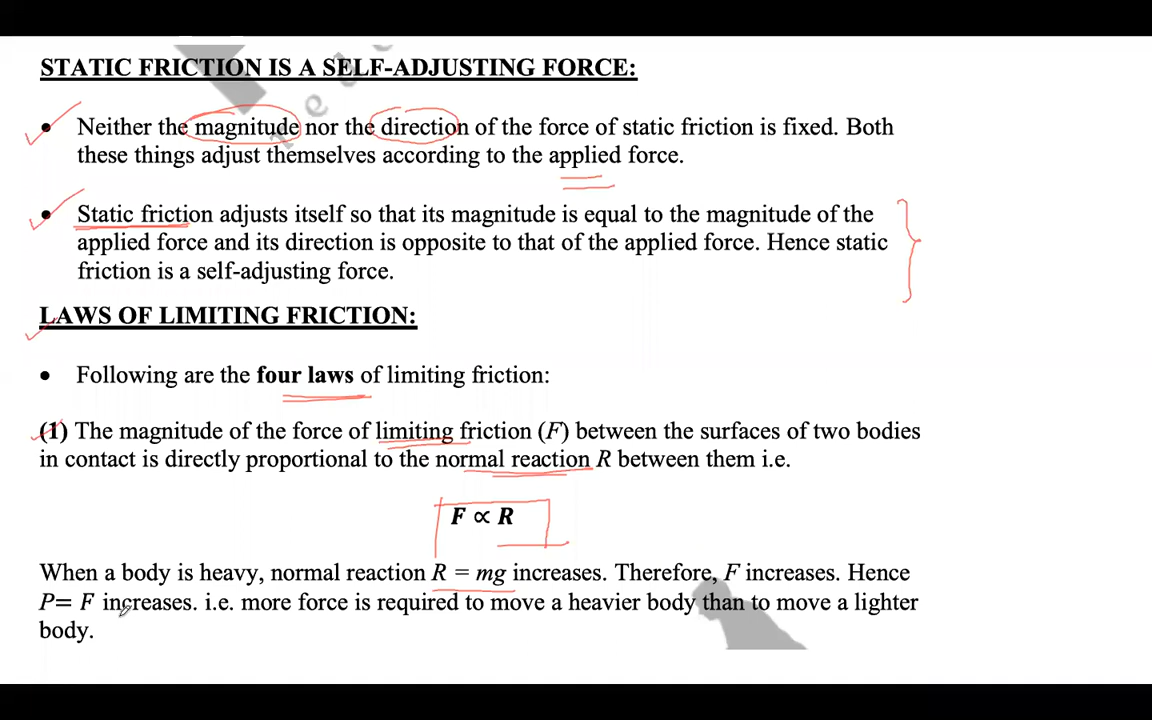 STATIC FRICTION IS A SELF-ADJUSTING FORCE:
• Neither the magnitude nor the direction of the force of static friction is fixed. Both
these things adjust themselves according to the applied force.
• Static friction adjusts itself so that its magnitude is equal to the magnitude of the
applied force and its direction is opposite to that of the applied force. Hence static
friction is a self-adjusting force.
LAWS OF LIMITING FRICTION:
• Following are the four laws of limiting friction:
(1) The magnitude of the force of limiting friction (F) between the surfaces of two bodies
in contact is directly proportional to the normal reaction R between them i.e.
F ∝ R
When a body is heavy, normal reaction R = mg increases. Therefore, F increases. Hence
P= F increases. i.e. more force is required to move a heavier body than to move a lighter
body.